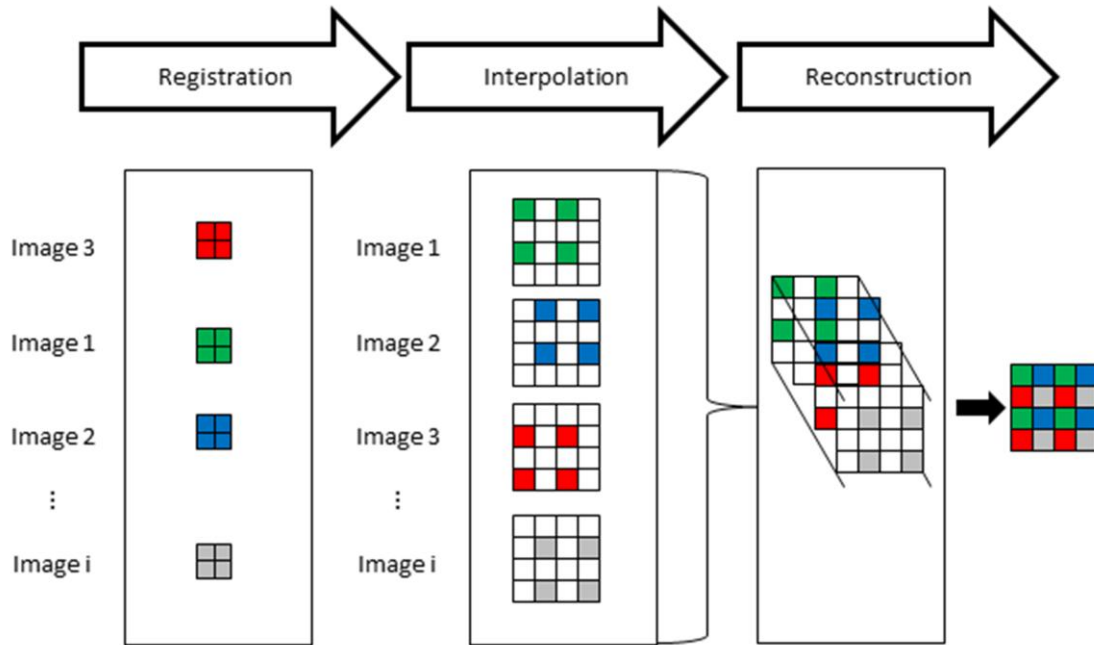 Registration
Interpolation
Reconstruction
Image 3
Image 1
Image 2
⋮
Image i
Image 1
Image 2
Image 3
⋮
Image i